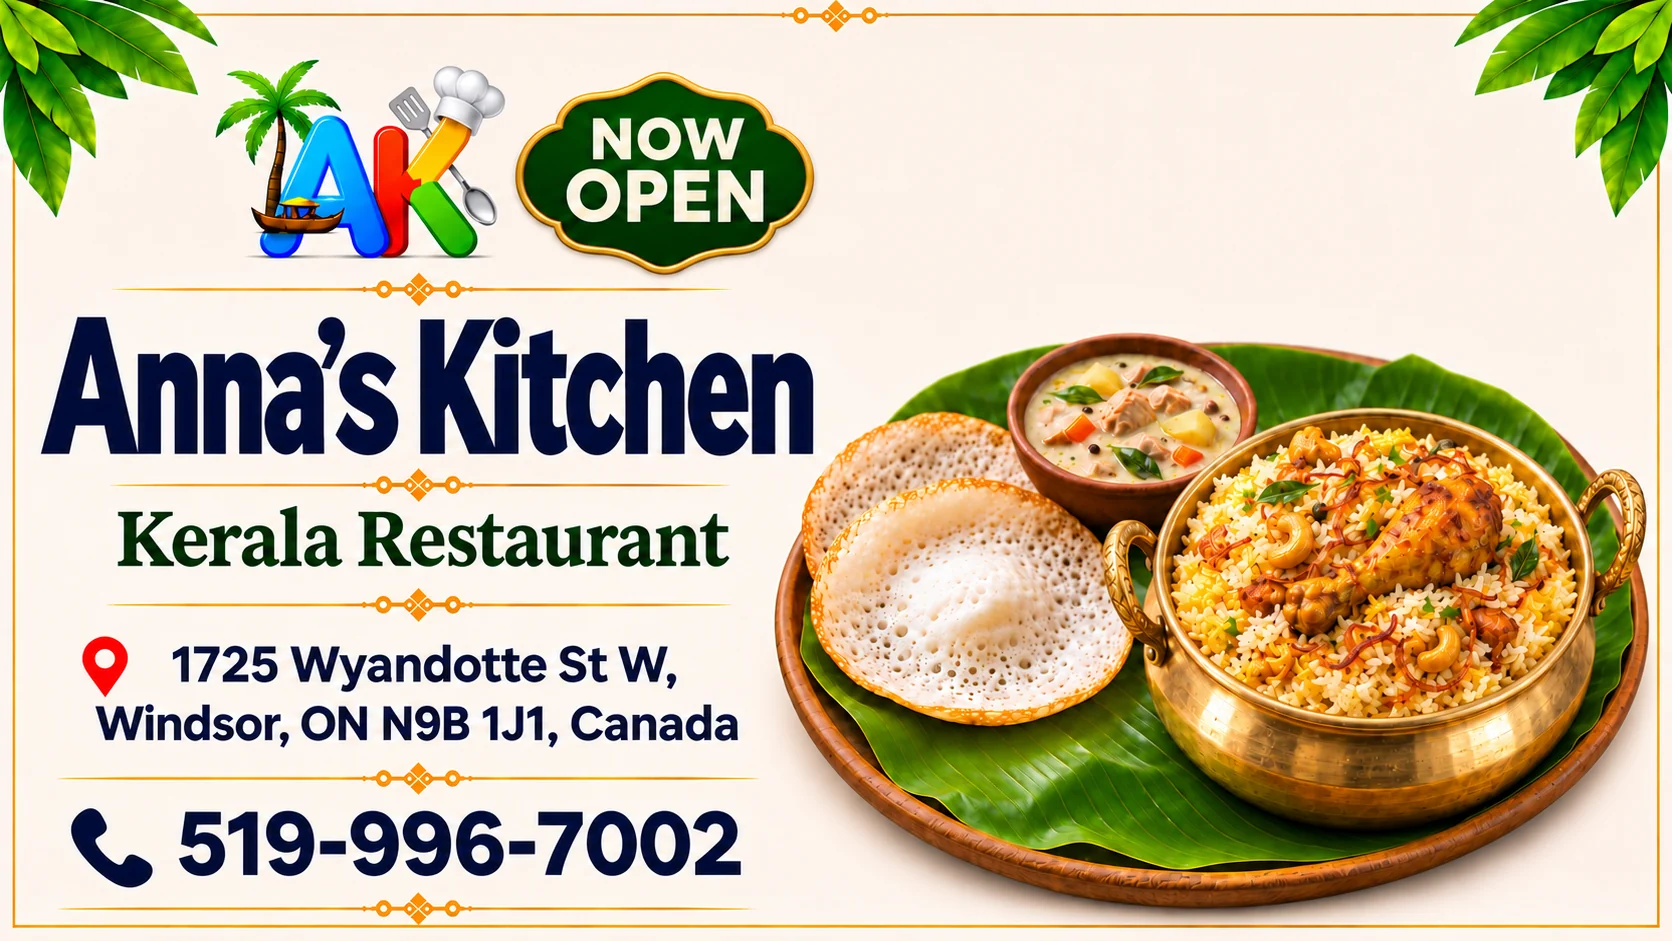 AK
NOW
OPEN
Anna's Kitchen
Kerala Restaurant
1725 Wyandotte St W,
Windsor, ON N9B 1J1, Canada
519-996-7002